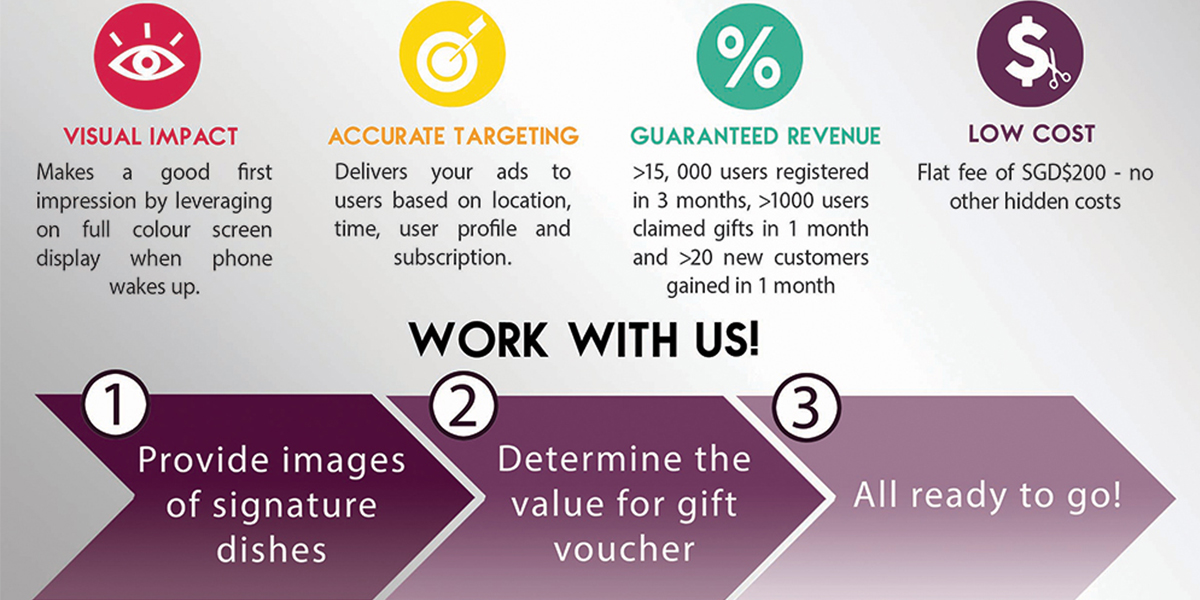 VISUAL IMPACT
Makes a good first
impression by leveraging
on full colour screen
display when phone
wakes up.
ACCURATE TARGETING
Delivers your ads to
users based on location,
time, user profile and
subscription.
%
GUARANTEED REVENUE
>15, 000 users registered
in 3 months, >1000 users
claimed gifts in 1 month
and >20 new customers
gained in 1 month
$
LOW COST
Flat fee of SGD$200 - no
other hidden costs
WORK WITH US!
1
Provide images
of signature
dishes
2
Determine the
value for gift
voucher
3
All ready to go!